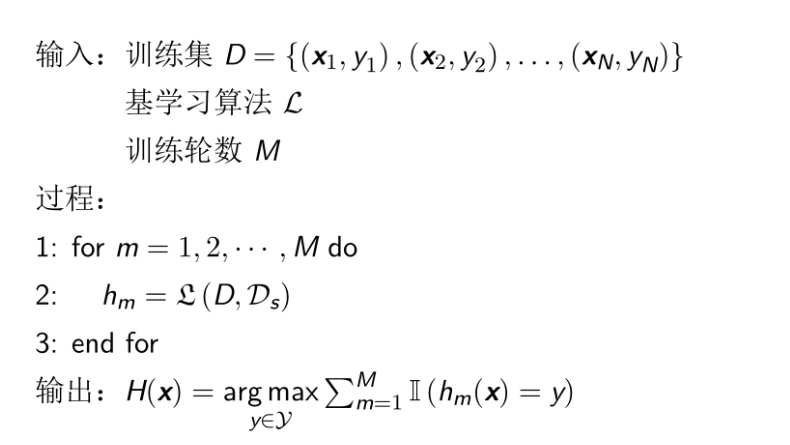 输入：训练集 D = {(x₁, y₁), (x₂, y₂), ..., (x_N, y_N)}
基学习算法 ℒ
训练轮数 M
过程：
1: for m = 1, 2, ⋯ , M do
2: h_m = 𝔏(D, 𝒟_s)
3: end for
输出：H(x) = arg max_{y∈𝒴} ∑_{m=1}^{M} 𝕀(h_m(x) = y)